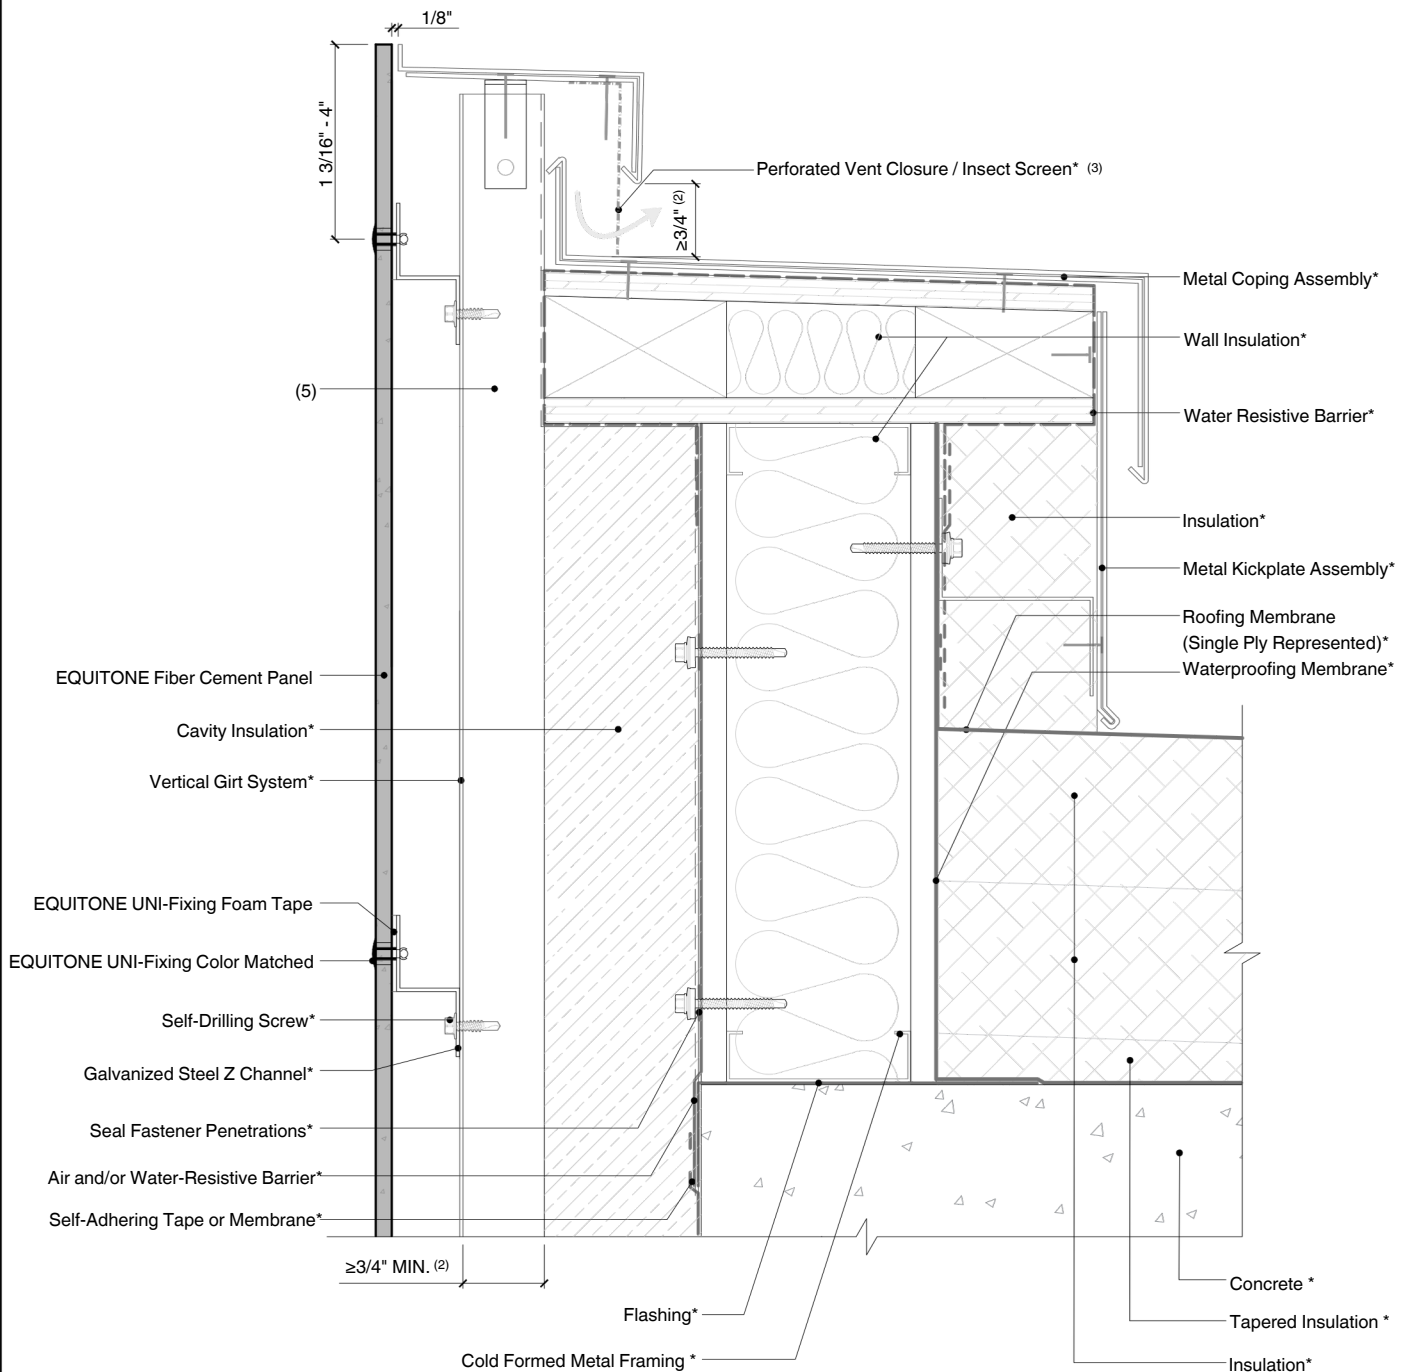 1/8"
1 3/16" - 4"
Perforated Vent Closure / Insect Screen* (3)
≥3/4" (2)
Metal Coping Assembly*
Wall Insulation*
(5)
Water Resistive Barrier*
Insulation*
Metal Kickplate Assembly*
Roofing Membrane
(Single Ply Represented)*
Waterproofing Membrane*
EQUITONE Fiber Cement Panel
Cavity Insulation*
Vertical Girt System*
EQUITONE UNI-Fixing Foam Tape
EQUITONE UNI-Fixing Color Matched
Self-Drilling Screw*
Galvanized Steel Z Channel*
Seal Fastener Penetrations*
Air and/or Water-Resistive Barrier*
Self-Adhering Tape or Membrane*
≥3/4" MIN. (2)
Flashing*
Cold Formed Metal Framing *
Concrete *
Tapered Insulation *
Insulation*